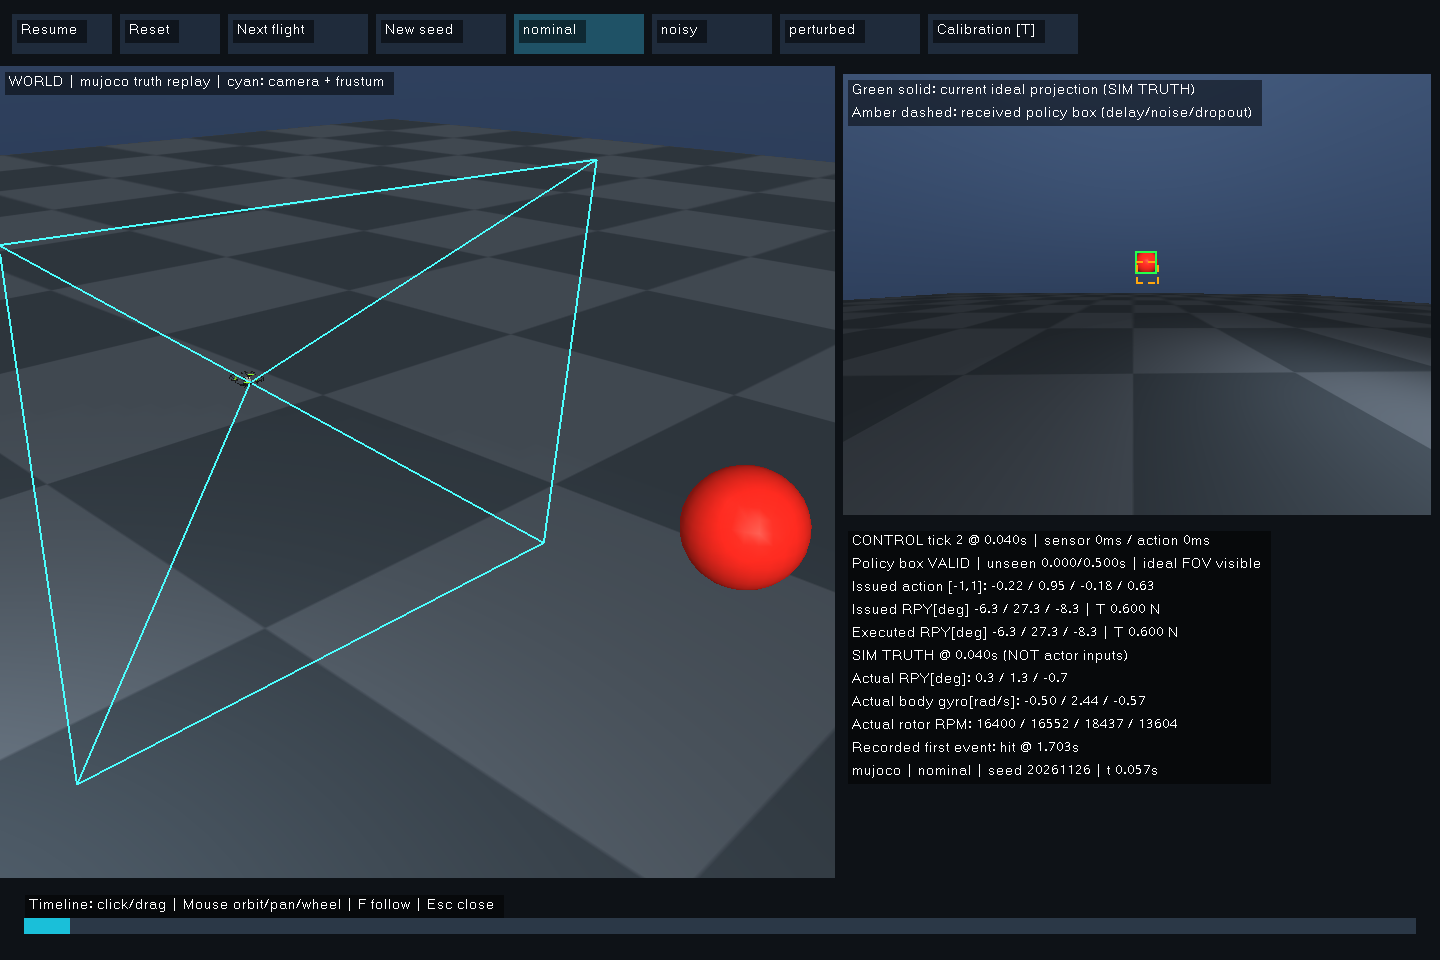 Resume
Reset
Next flight
New seed
nominal
noisy
perturbed
Calibration [T]
WORLD | mujoco truth replay | cyan: camera + frustum
Green solid: current ideal projection (SIM TRUTH)
Amber dashed: received policy box (delay/noise/dropout)
CONTROL tick 2 @ 0.040s | sensor 0ms / action 0ms
Policy box VALID | unseen 0.000/0.500s | ideal FOV visible
Issued action [-1,1]: -0.22 / 0.95 / -0.18 / 0.63
Issued RPY[deg] -6.3 / 27.3 / -8.3 | T 0.600 N
Executed RPY[deg] -6.3 / 27.3 / -8.3 | T 0.600 N
SIM TRUTH @ 0.040s (NOT actor inputs)
Actual RPY[deg]: 0.3 / 1.3 / -0.7
Actual body gyro[rad/s]: -0.50 / 2.44 / -0.57
Actual rotor RPM: 16400 / 16552 / 18437 / 13604
Recorded first event: hit @ 1.703s
mujoco | nominal | seed 20261126 | t 0.057s
Timeline: click/drag | Mouse orbit/pan/wheel | F follow | Esc close